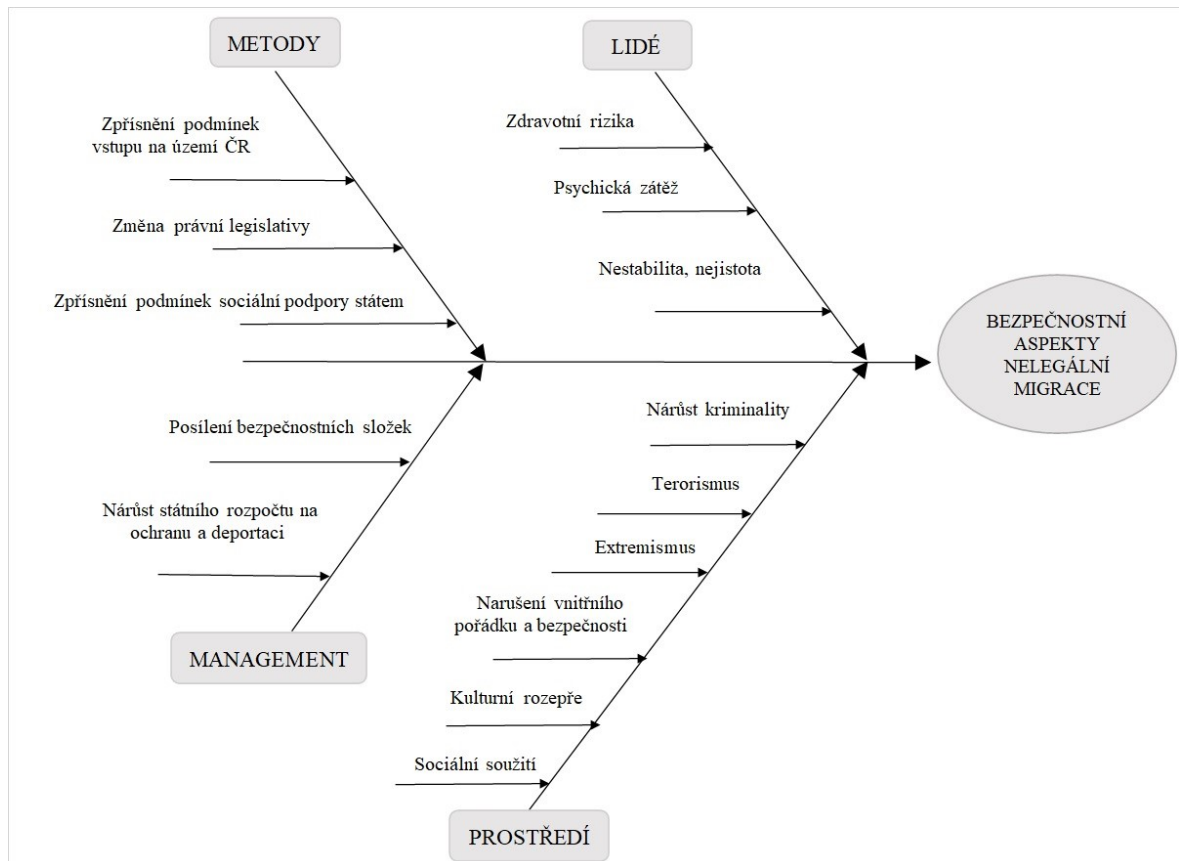 METODY
LIDÉ
Zpřísnění podmínek
vstupu na území ČR
Změna právní legislativy
Zpřísnění podmínek sociální podpory státem
Zdravotní rizika
Psychická zátěž
Nestabilita, nejistota
BEZPEČNOSTNÍ
ASPEKTY
NELEGÁLNÍ
MIGRACE
Posílení bezpečnostních složek
Nárůst státního rozpočtu na
ochranu a deportaci
MANAGEMENT
Nárůst kriminality
Terorismus
Extremismus
Narušení vnitřního
pořádku a bezpečnosti
Kulturní rozepře
Sociální soužití
PROSTŘEDÍ